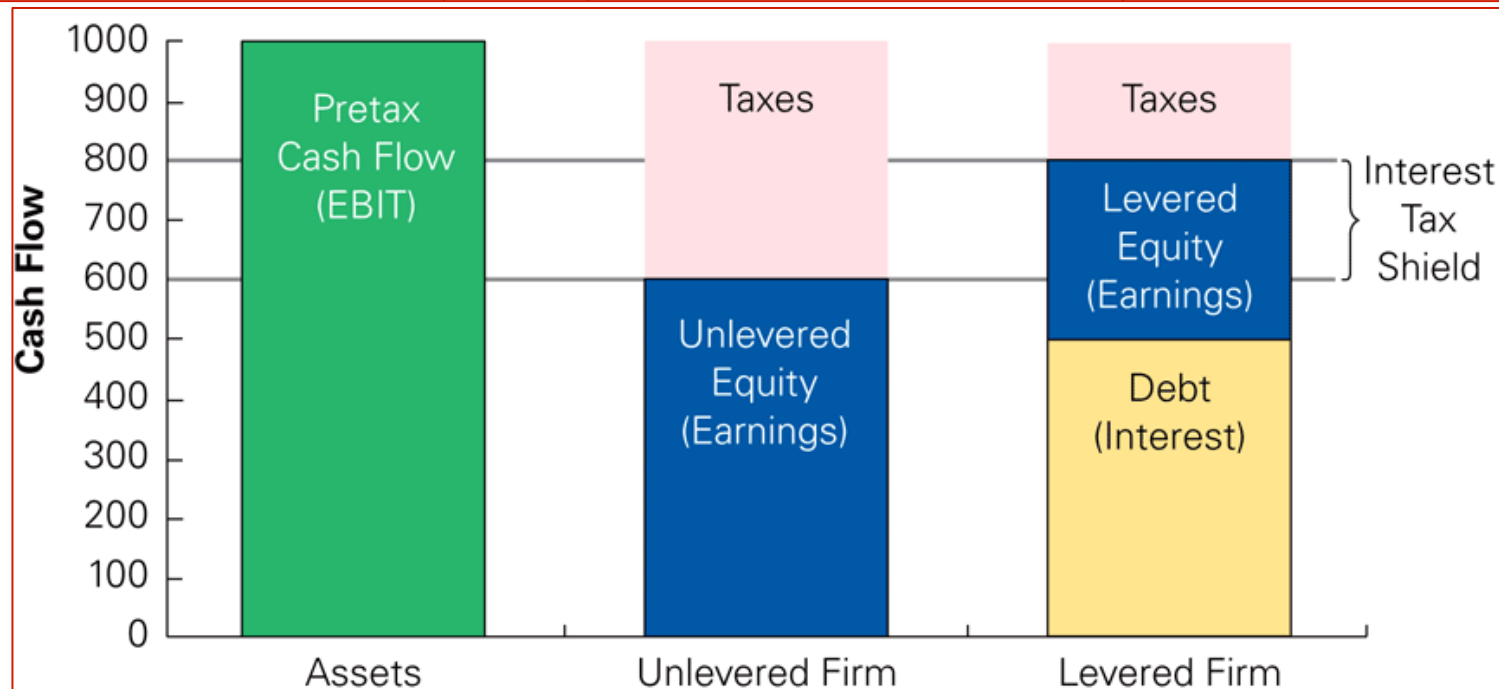 Cash Flow
1000
900
800
700
600
500
400
300
200
100
0
Pretax
Cash Flow
(EBIT)
Taxes
Unlevered
Equity
(Earnings)
Taxes
Levered
Equity
(Earnings)
Debt
(Interest)
Interest
Tax
Shield
Assets
Unlevered Firm
Levered Firm